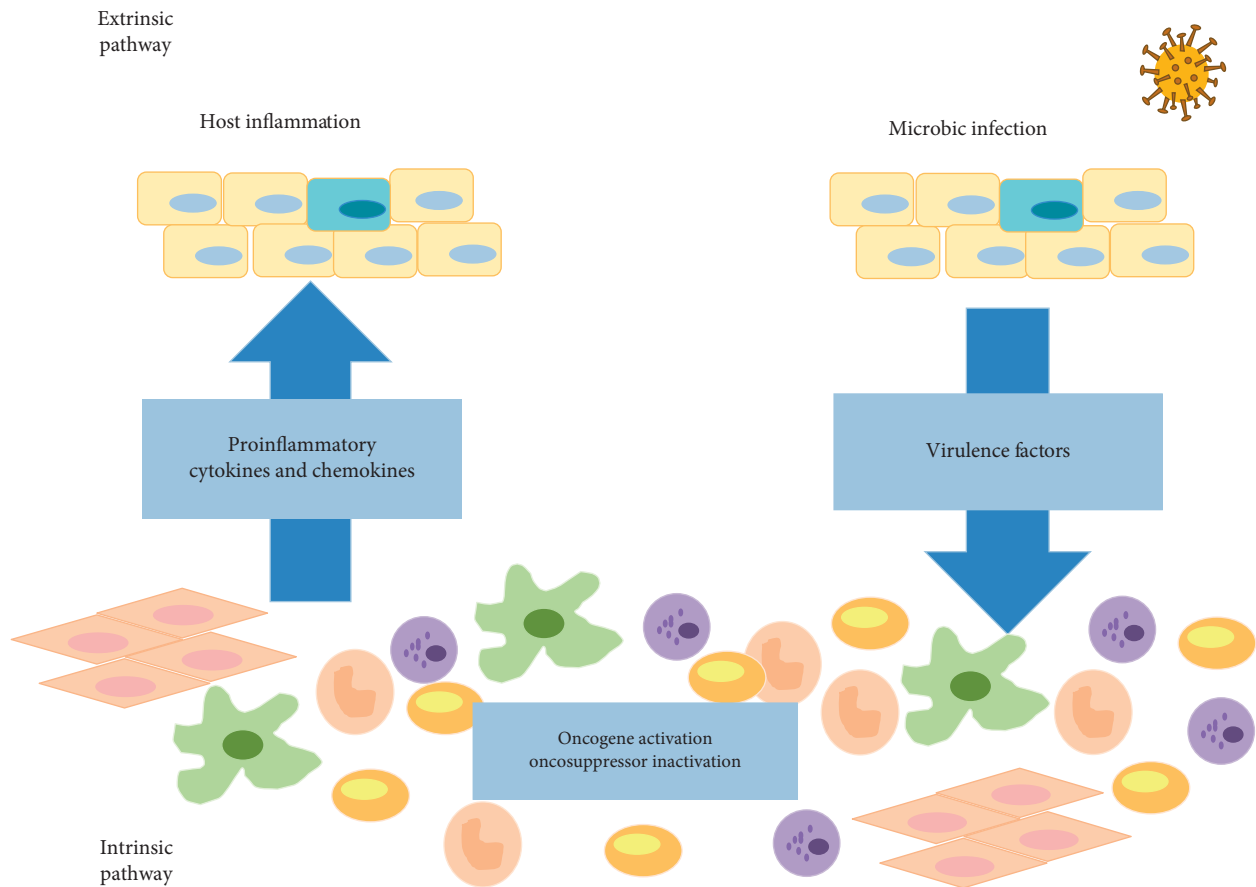 Extrinsic
pathway
Host inflammation
Microbic infection
Proinflammatory
cytokines and chemokines
Virulence factors
Oncogene activation
oncosuppressor inactivation
Intrinsic
pathway